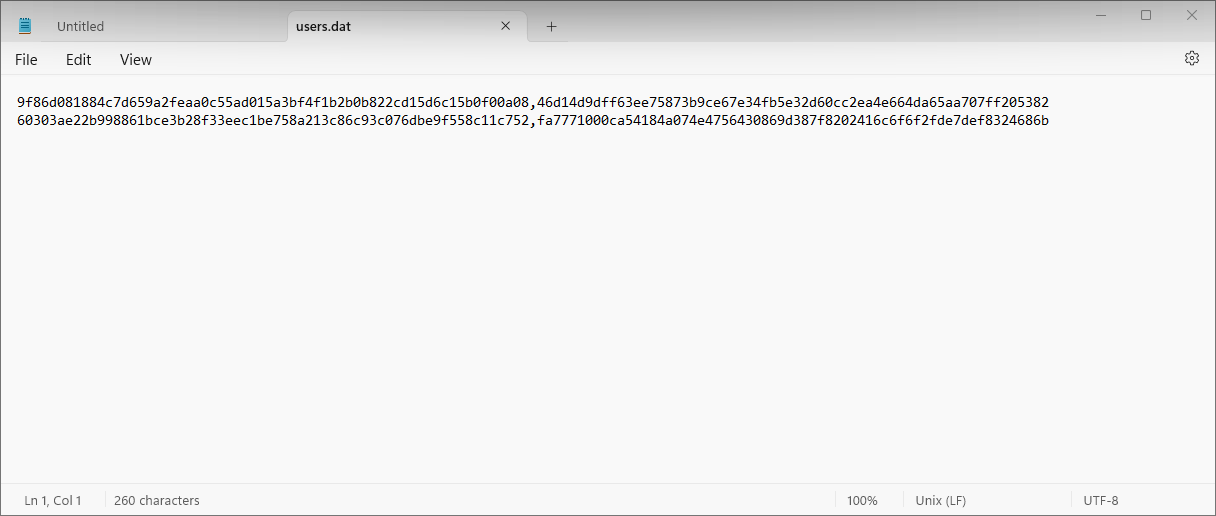 Untitled
users.dat
File Edit View
9f86d081884c7d659a2feaa0c55ad015a3bf4f1b2b0b822cd15d6c15b0f00a08,46d14d9dff63ee75873b9ce67e34fb5e32d60cc2ea4e664da65aa707ff205382
60303ae22b998861bce3b28f33eec1be758a213c86c93c076dbe9f558c11c752,fa7771000ca54184a074e4756430869d387f8202416c6f6f2fde7def8324686b
Ln 1, Col 1 260 characters 100% Unix (LF) UTF-8